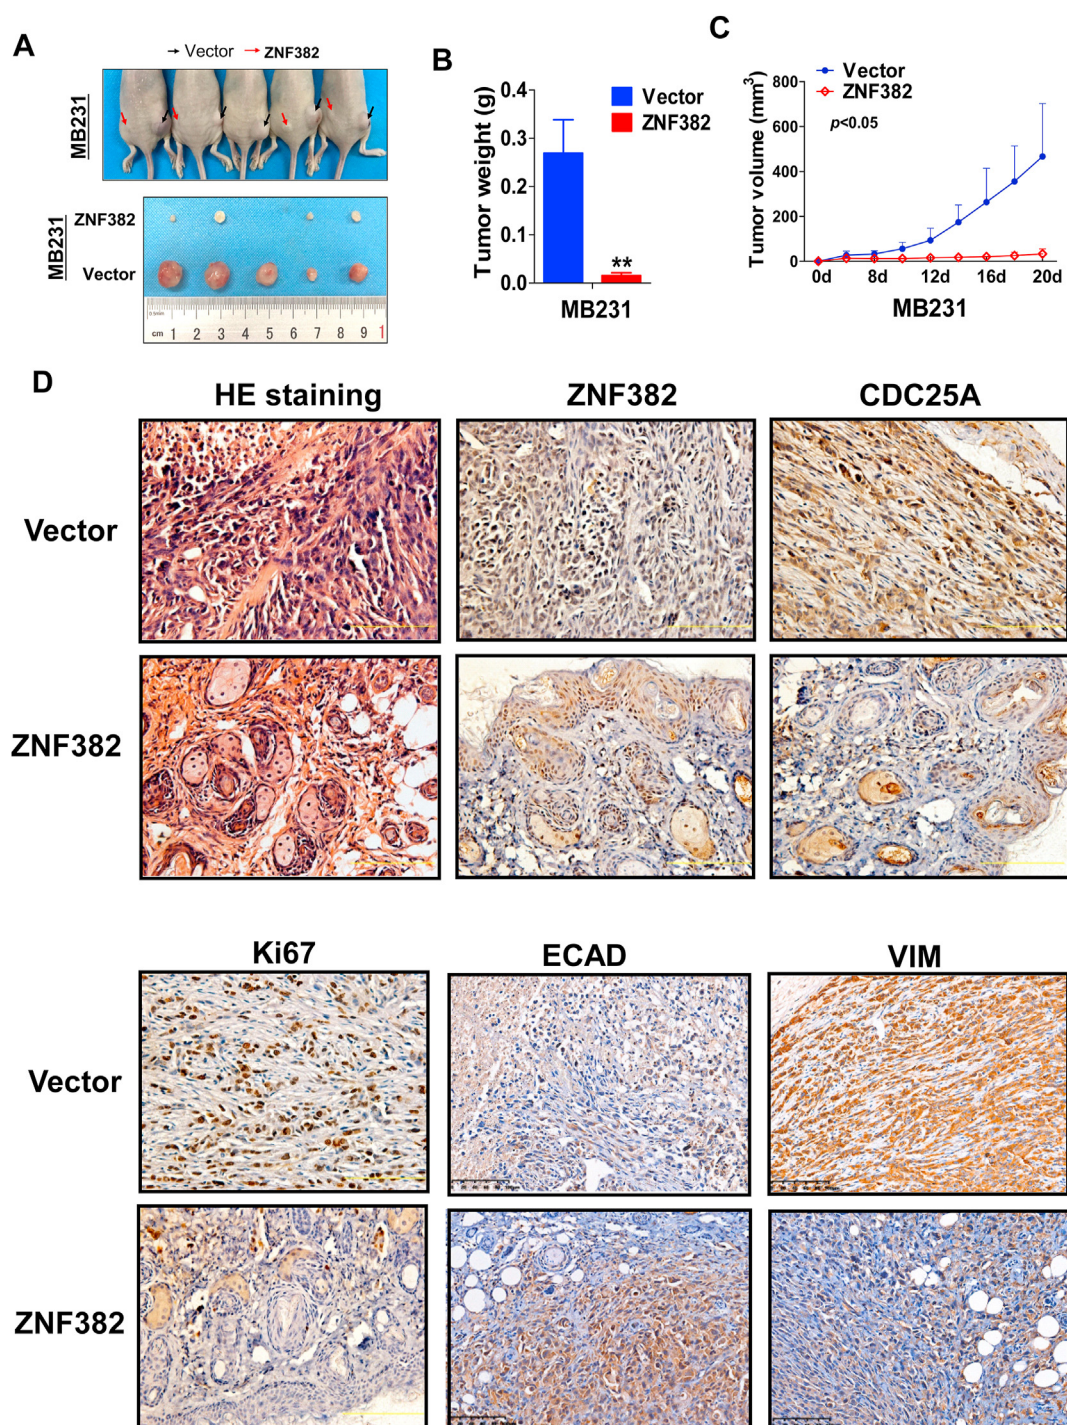 A
Vector ZNF382
MB231
MB231
ZNF382
Vector
0.5mm
cm 1 2 3 4 5 6 7 8 9 1
B
Tumor weight (g)
0.4
0.3
0.2
0.1
0.0
Vector
ZNF382
**
MB231
C
Tumor volume (mm3)
800
600
400
200
0
Vector
ZNF382
p<0.05
0d 8d 12d 16d 20d
MB231
D
HE staining ZNF382 CDC25A
Vector
ZNF382
Ki67 ECAD VIM
Vector
ZNF382